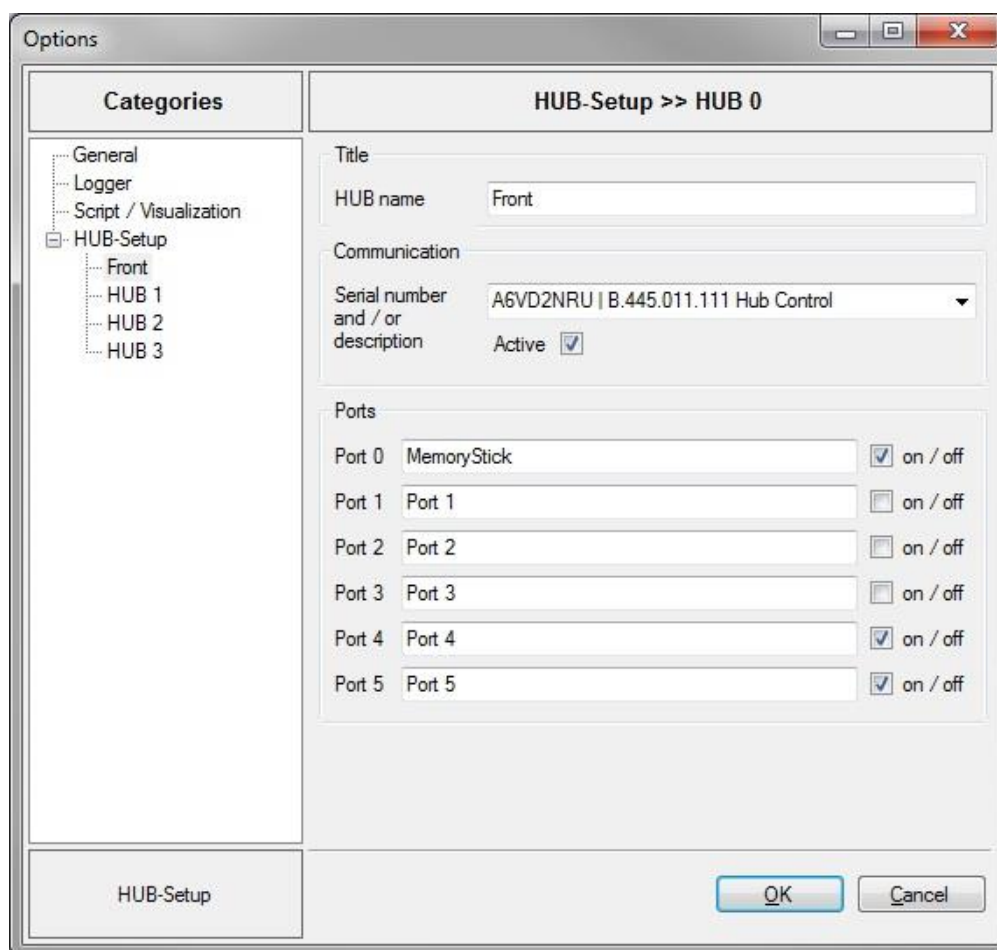 Options
Categories
HUB-Setup >> HUB 0
General
Logger
Script / Visualization
HUB-Setup
Front
HUB 1
HUB 2
HUB 3
Title
HUB name Front
Communication
Serial number
and / or
description
A6VD2NRU | B.445.011.111 Hub Control
Active
Ports
Port 0 MemoryStick on / off
Port 1 Port 1 on / off
Port 2 Port 2 on / off
Port 3 Port 3 on / off
Port 4 Port 4 on / off
Port 5 Port 5 on / off
HUB-Setup
OK Cancel